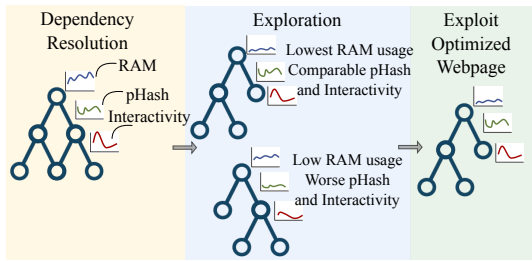 Dependency
Resolution
RAM
pHash
Interactivity
Exploration
Lowest RAM usage
Comparable pHash
and Interactivity
Low RAM usage
Worse pHash
and Interactivity
Exploit
Optimized
Webpage